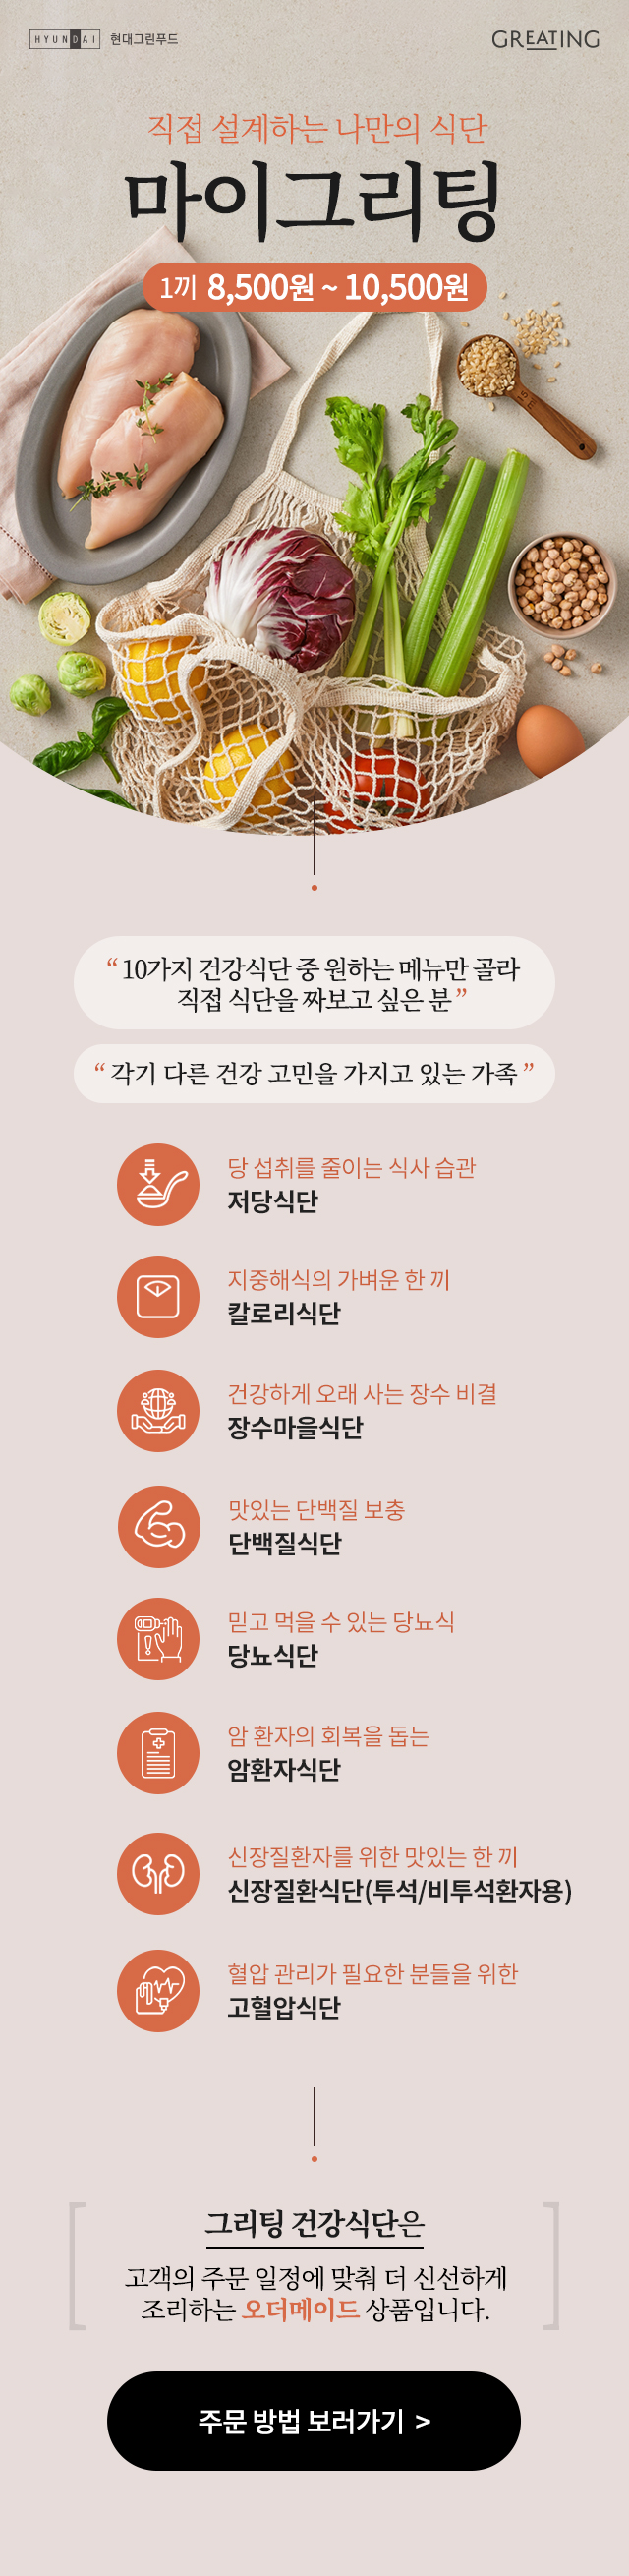 HYUNDAI 현대그린푸드
GREATING
직접 설계하는 나만의 식단
마이그리팅
1끼 8,500원 ~ 10,500원
“ 10가지 건강식단 중 원하는 메뉴만 골라
직접 식단을 짜보고 싶은 분 ”
“ 각기 다른 건강 고민을 가지고 있는 가족 ”
당 섭취를 줄이는 식사 습관
저당식단
지중해식의 가벼운 한 끼
칼로리식단
건강하게 오래 사는 장수 비결
장수마을식단
맛있는 단백질 보충
단백질식단
믿고 먹을 수 있는 당뇨식
당뇨식단
암 환자의 회복을 돕는
암환자식단
신장질환자를 위한 맛있는 한 끼
신장질환식단(투석/비투석환자용)
혈압 관리가 필요한 분들을 위한
고혈압식단
그리팅 건강식단은
고객의 주문 일정에 맞춰 더 신선하게
조리하는 오더메이드 상품입니다.
주문 방법 보러가기 >